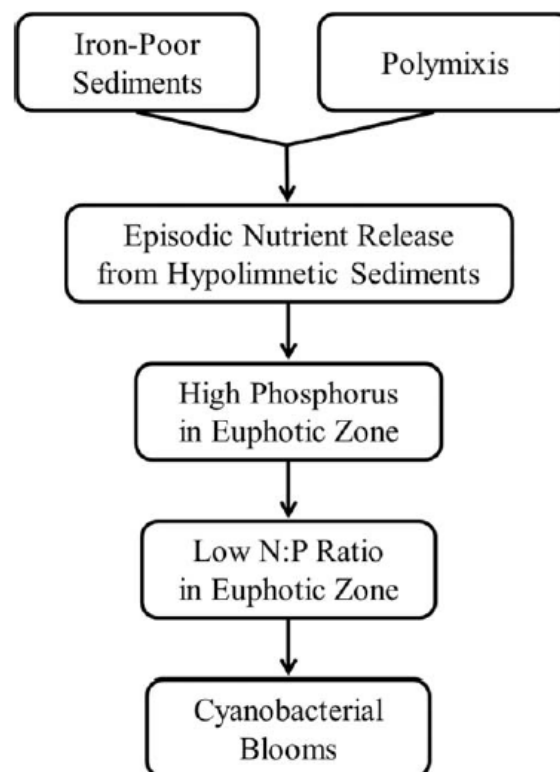 Iron-Poor
Sediments
Polymixis
Episodic Nutrient Release
from Hypolimnetic Sediments
High Phosphorus
in Euphotic Zone
Low N:P Ratio
in Euphotic Zone
Cyanobacterial
Blooms